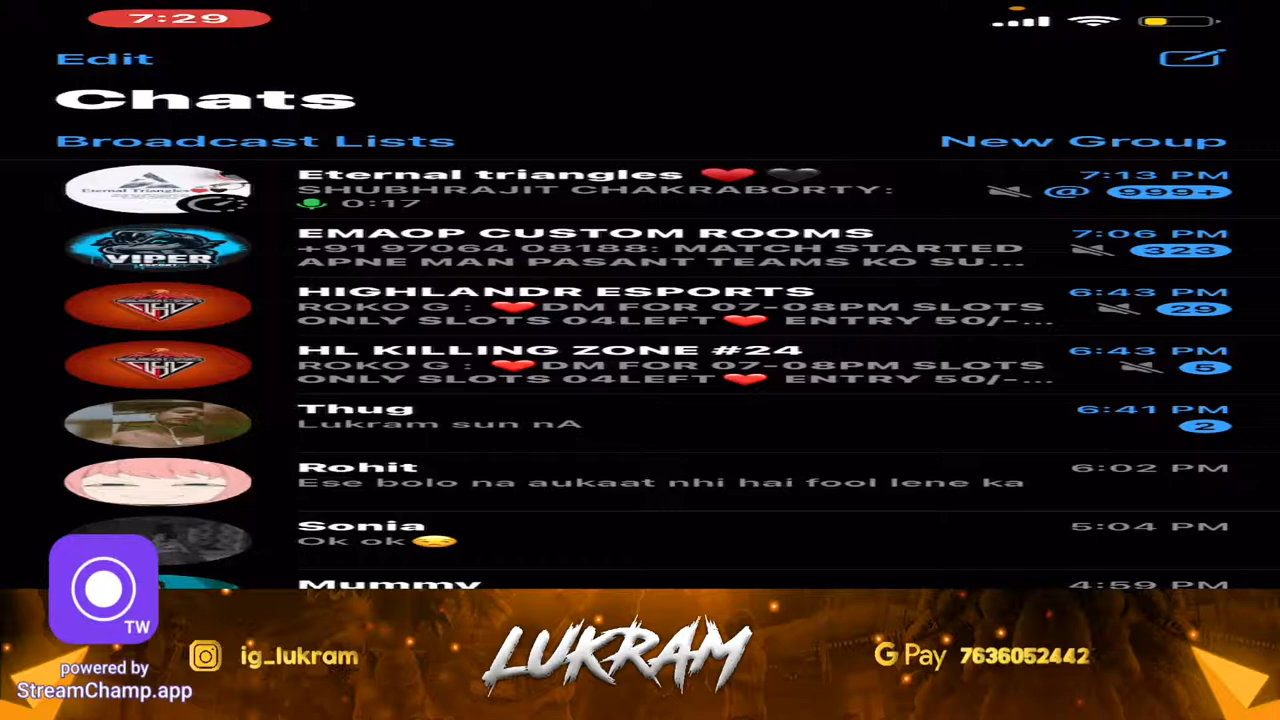 7:29
Edit
Chats
Broadcast Lists
New Group
Eternal triangles ❤️🖤
7:13 PM
SHUBHRAJIT CHAKRABORTY:
0:17
@ 999+
EMAOP CUSTOM ROOMS
7:06 PM
+91 97064 08188: MATCH STARTED
APNE MAN PASANT TEAMS KO SU...
323
VIPER
HIGHLANDR ESPORTS
6:43 PM
ROKO G : ❤️DM FOR 07-08PM SLOTS
ONLY SLOTS 04LEFT ❤️ ENTRY 50/-...
29
HL KILLING ZONE #24
6:43 PM
ROKO G : ❤️DM FOR 07-08PM SLOTS
ONLY SLOTS 04LEFT ❤️ ENTRY 50/-...
5
Thug
6:41 PM
Lukram sun nA
2
Rohit
6:02 PM
Ese bolo na aukaat nhi hai fool lene ka
Sonia
5:04 PM
Ok ok😒
Mummy
4:59 PM
TW
powered by
StreamChamp.app
ig_lukram
LUKRAM
G Pay 7636052442